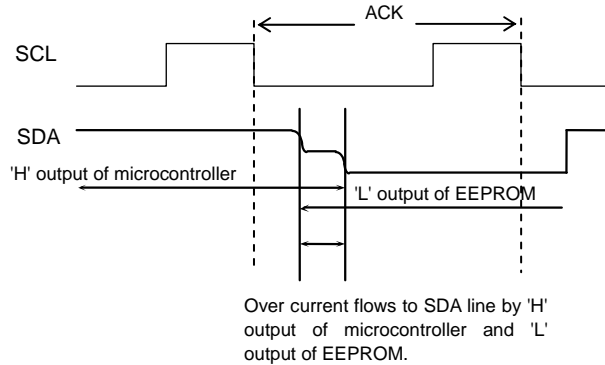 ACK
SCL
SDA
'H' output of microcontroller
'L' output of EEPROM
Over current flows to SDA line by 'H'
output of microcontroller and 'L'
output of EEPROM.